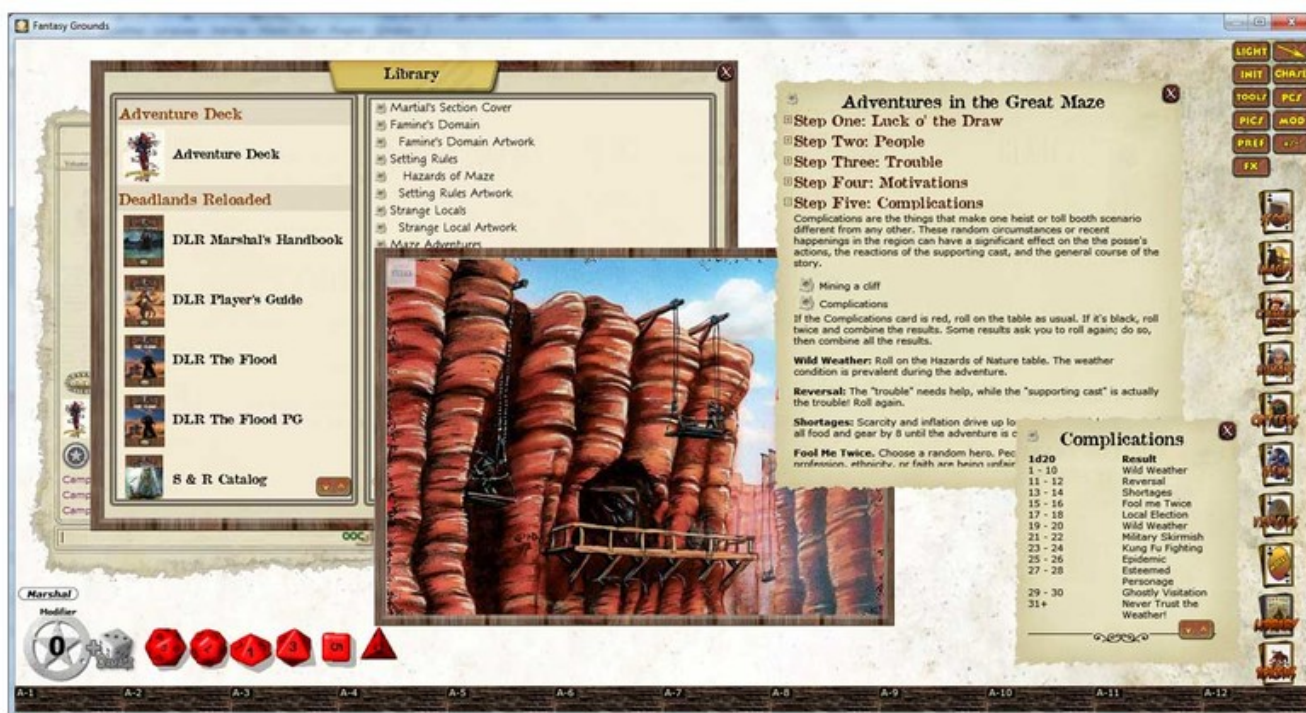 Fantasy Grounds
Library
Adventure Deck
Adventure Deck
Deadlands Reloaded
DLR Marshal's Handbook
DLR Player's Guide
DLR The Flood
DLR The Flood PG
S & R Catalog
Martial's Section Cover
Famine's Domain
Famine's Domain Artwork
Setting Rules
Hazards of Maze
Setting Rules Artwork
Strange Locals
Strange Local Artwork
Maze Adventures
Adventures in the Great Maze
Step One: Luck o' the Draw
Step Two: People
Step Three: Trouble
Step Four: Motivations
Step Five: Complications
Complications are the things that make one heist or toll booth scenario
different from any other. These random circumstances or recent
happenings in the region can have a significant effect on the the posse's
actions, the reactions of the supporting cast, and the general course of the
story.
Mining a cliff
Complications
If the Complications card is red, roll on the table as usual. If it's black, roll
twice and combine the results. Some results ask you to roll again; do so,
then combine all the results.
Wild Weather: Roll on the Hazards of Nature table. The weather
condition is prevalent during the adventure.
Reversal: The "trouble" needs help, while the "supporting cast" is actually
the trouble! Roll again.
Shortages: Scarcity and inflation drive up
all food and gear by 8 until the adventure is
Fool Me Twice. Choose a random hero.
profession, ethnicity, or faith are being
Complications
1d20 Result
1 - 10 Wild Weather
11 - 12 Reversal
13 - 14 Shortages
15 - 16 Fool me Twice
17 - 18 Local Election
19 - 20 Wild Weather
21 - 22 Military Skirmish
23 - 24 Kung Fu Fighting
25 - 26 Epidemic
27 - 28 Esteemed
Personage
29 - 30 Ghostly Visitation
31+ Never Trust the
Weather!
LIGHT
INIT CHASE
TOOLS PCS
PICS MOD
PREF +/-
FX
LIBRARY
Camp
Camp
Camp
OOC
Marshal
Modifier
0
A-1 A-2 A-3 A-4 A-5 A-6 A-7 A-8 A-9 A-10 A-11 A-12